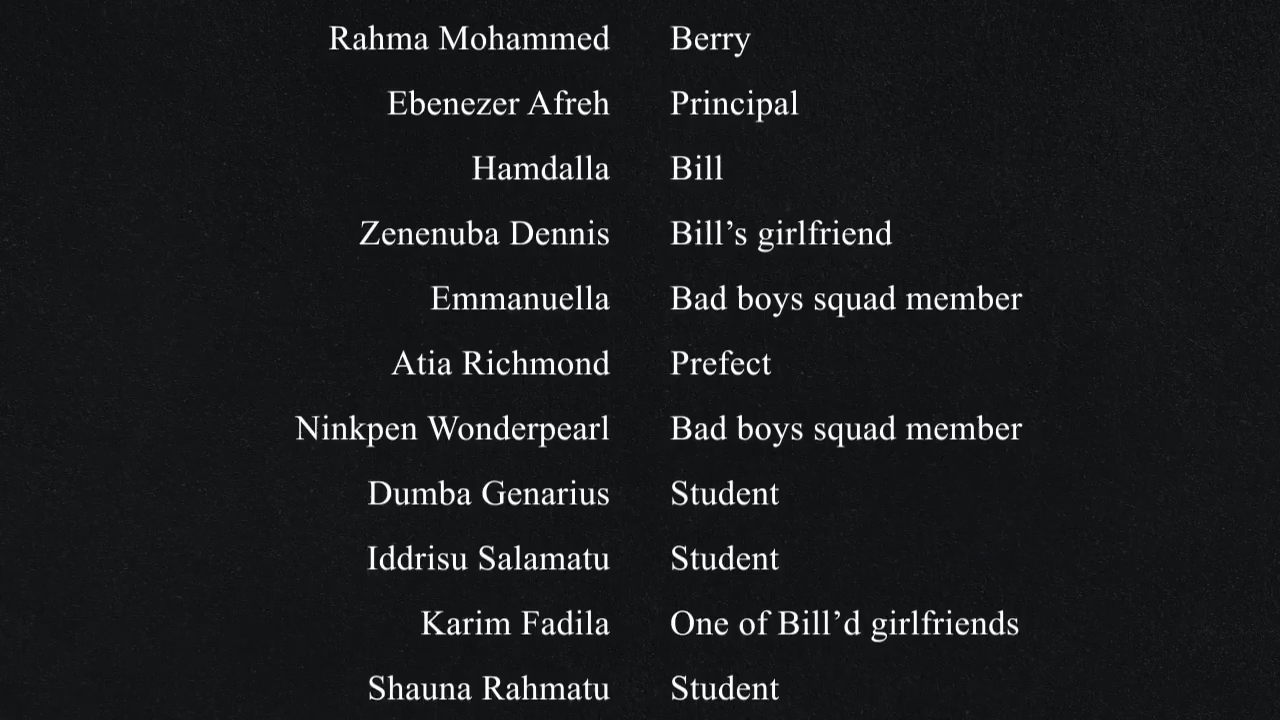 Rahma Mohammed Berry
Ebenezer Afreh Principal
Hamdalla Bill
Zenenuba Dennis Bill’s girlfriend
Emmanuella Bad boys squad member
Atia Richmond Prefect
Ninkpen Wonderpearl Bad boys squad member
Dumba Genarius Student
Iddrisu Salamatu Student
Karim Fadila One of Bill’d girlfriends
Shauna Rahmatu Student